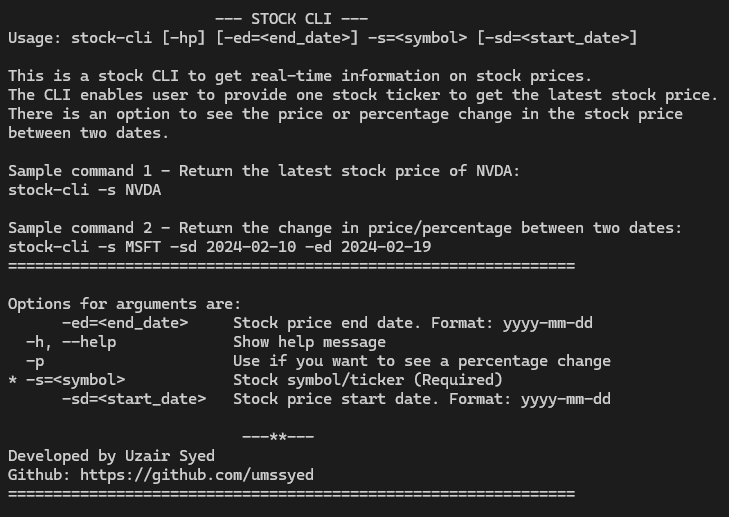 --- STOCK CLI ---
Usage: stock-cli [-hp] [-ed=<end_date>] -s=<symbol> [-sd=<start_date>]
This is a stock CLI to get real-time information on stock prices.
The CLI enables user to provide one stock ticker to get the latest stock price.
There is an option to see the price or percentage change in the stock price
between two dates.
Sample command 1 - Return the latest stock price of NVDA:
stock-cli -s NVDA
Sample command 2 - Return the change in price/percentage between two dates:
stock-cli -s MSFT -sd 2024-02-10 -ed 2024-02-19
===============================================================
Options for arguments are:
      -ed=<end_date>     Stock price end date. Format: yyyy-mm-dd
  -h, --help             Show help message
  -p                     Use if you want to see a percentage change
* -s=<symbol>            Stock symbol/ticker (Required)
      -sd=<start_date>   Stock price start date. Format: yyyy-mm-dd
---**---
Developed by Uzair Syed
Github: https://github.com/umssyed
===============================================================